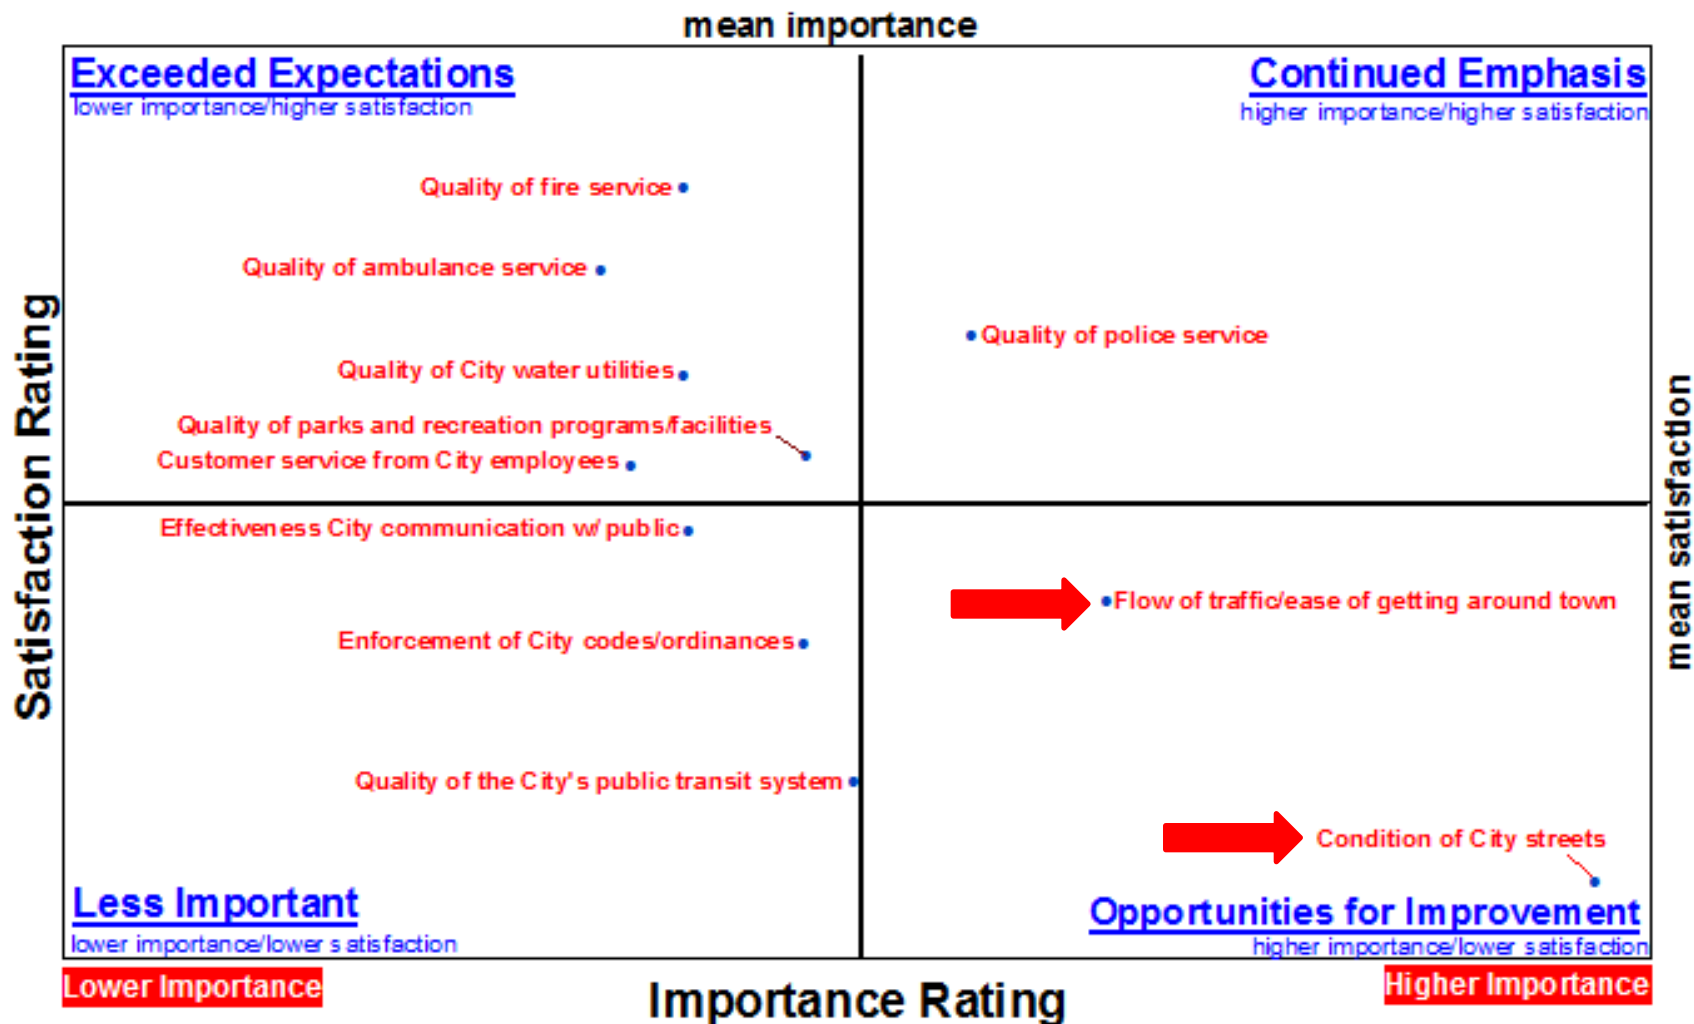 mean importance
Exceeded Expectations
lower importance/higher satisfaction
Continued Emphasis
higher importance/higher satisfaction
Quality of fire service
Quality of ambulance service
Quality of police service
Quality of City water utilities
Quality of parks and recreation programs/facilities
Customer service from City employees
Satisfaction Rating
mean satisfaction
Effectiveness City communication w/ public
Flow of traffic/ease of getting around town
Enforcement of City codes/ordinances
Quality of the City's public transit system
Condition of City streets
Less Important
lower importance/lower satisfaction
Opportunities for Improvement
higher importance/lower satisfaction
Lower Importance
Importance Rating
Higher Importance